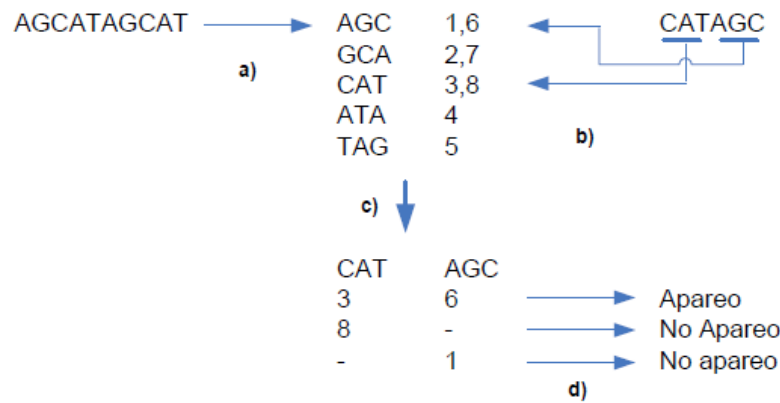 AGCATAGCAT AGC 1,6 CATAGC
GCA 2,7
a)
CAT 3,8
ATA 4
b)
TAG 5
c)
CAT AGC
3 6 Apareo
8 - No Apareo
- 1 No apareo
d)